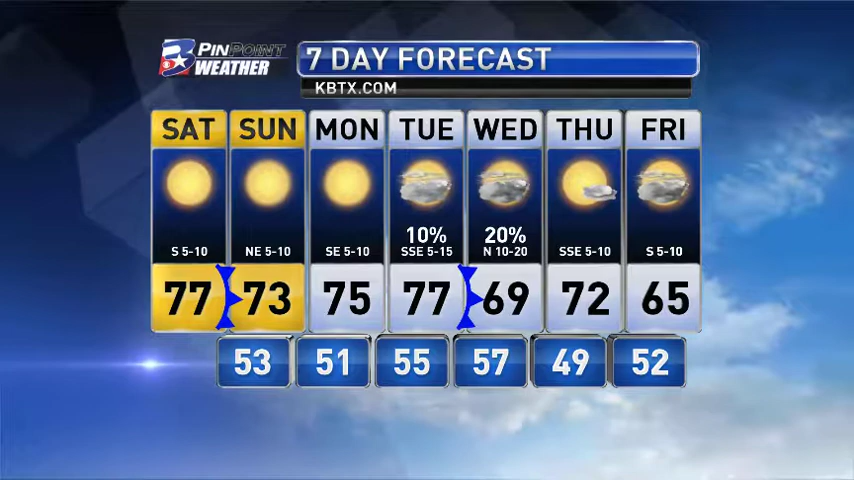 PINPOINT
WEATHER
7 DAY FORECAST
KBTX.COM
SAT SUN MON TUE WED THU FRI
10% 20%
S 5-10 NE 5-10 SE 5-10 SSE 5-15 N 10-20 SSE 5-10 S 5-10
77 73 75 77 69 72 65
53 51 55 57 49 52